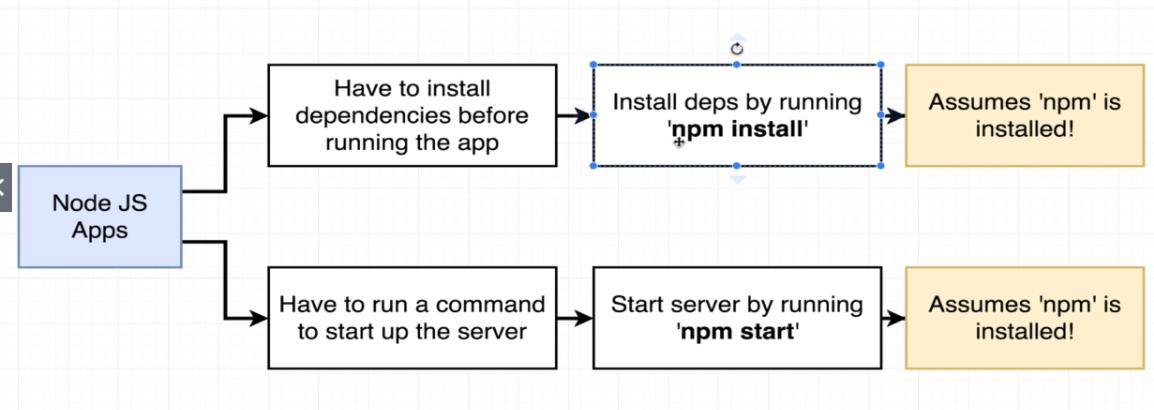 Have to install
dependencies before
running the app
Install deps by running
'npm install'
Assumes 'npm' is
installed!
Node JS
Apps
Have to run a command
to start up the server
Start server by running
'npm start'
Assumes 'npm' is
installed!